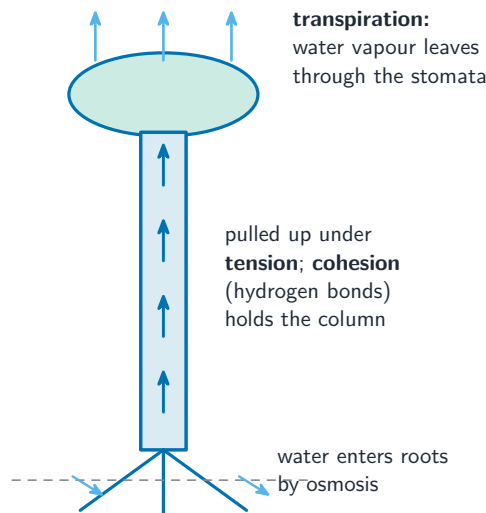 transpiration:
water vapour leaves
through the stomata
pulled up under
tension; cohesion
(hydrogen bonds)
holds the column
water enters roots
by osmosis